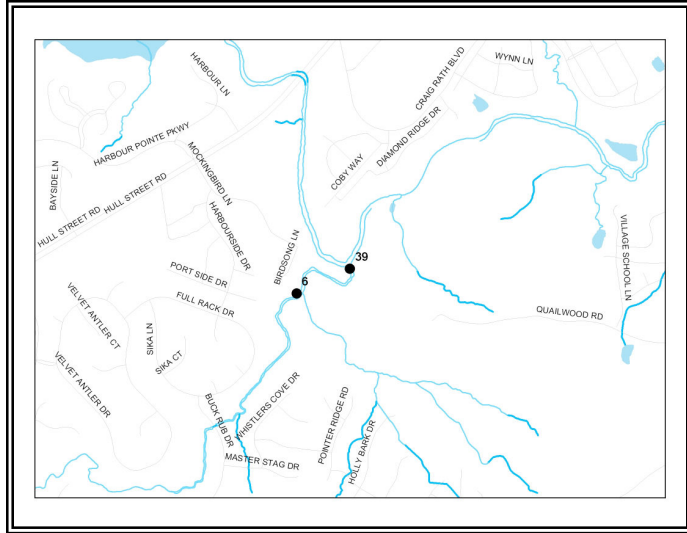 WYNN LN
HARBOUR LN
CRAIG RATH BLVD
HARBOUR POINTE PKWY
DIAMOND RIDGE DR
COBY WAY
MOCKINGBIRD LN
BAYSIDE LN
HULL STREET RD
HULL STREET RD
HARBOURSIDE DR
BIRDSONG LN
VILLAGE SCHOOL LN
39
PORT SIDE DR
6
FULL RACK DR
QUAILWOOD RD
VELVET ANTLER CT
SIKA LN
SIKA CT
VELVET ANTLER DR
BUCK RUB DR
WHISTLERS COVE DR
POINTER RIDGE RD
HOLLY BARK DR
MASTER STAG DR